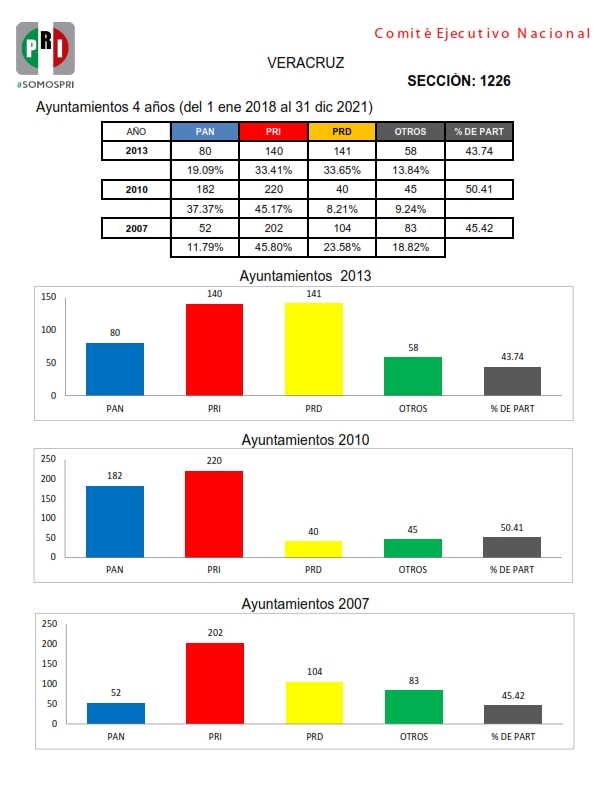 Comité Ejecutivo Nacional
PRI
#SOMOSPRI
VERACRUZ
SECCIÓN: 1226
Ayuntamientos 4 años (del 1 ene 2018 al 31 dic 2021)
AÑO PAN PRI PRD OTROS % DE PART
2013 80 140 141 58 43.74
19.09% 33.41% 33.65% 13.84%
2010 182 220 40 45 50.41
37.37% 45.17% 8.21% 9.24%
2007 52 202 104 83 45.42
11.79% 45.80% 23.58% 18.82%
Ayuntamientos 2013
150
100
50
0
80 140 141 58 43.74
PAN PRI PRD OTROS % DE PART
Ayuntamientos 2010
250
200
150
100
50
0
182 220 40 45 50.41
PAN PRI PRD OTROS % DE PART
Ayuntamientos 2007
250
200
150
100
50
0
52 202 104 83 45.42
PAN PRI PRD OTROS % DE PART